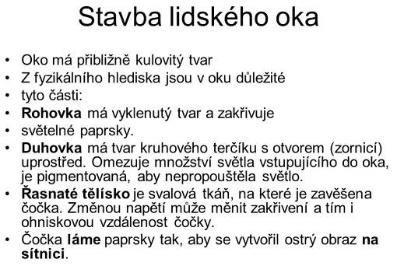 Stavba lidského oka
• Oko má přibližně kulovitý tvar
• Z fyzikálního hlediska jsou v oku důležité
• tyto části:
• Rohovka má vyklenutý tvar a zakřivuje
• světelné paprsky.
• Duhovka má tvar kruhového terčíku s otvorem (zornicí)
uprostřed. Omezuje množství světla vstupujícího do oka,
je pigmentovaná, aby nepropouštěla světlo.
• Řasnaté tělísko je svalová tkáň, na které je zavěšena
čočka. Změnou napětí může měnit zakřivení a tím i
ohniskovou vzdálenost čočky.
• Čočka láme paprsky tak, aby se vytvořil ostrý obraz na
sítnici.